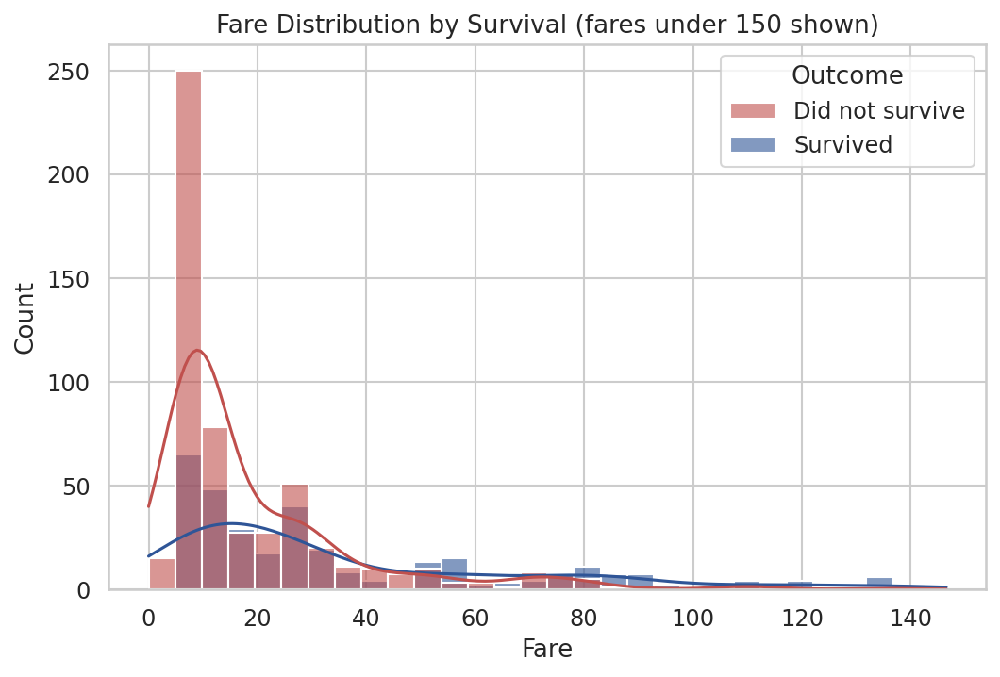 Fare Distribution by Survival (fares under 150 shown)
Outcome
Did not survive
Survived
250
200
150
100
50
0
Count
0 20 40 60 80 100 120 140
Fare